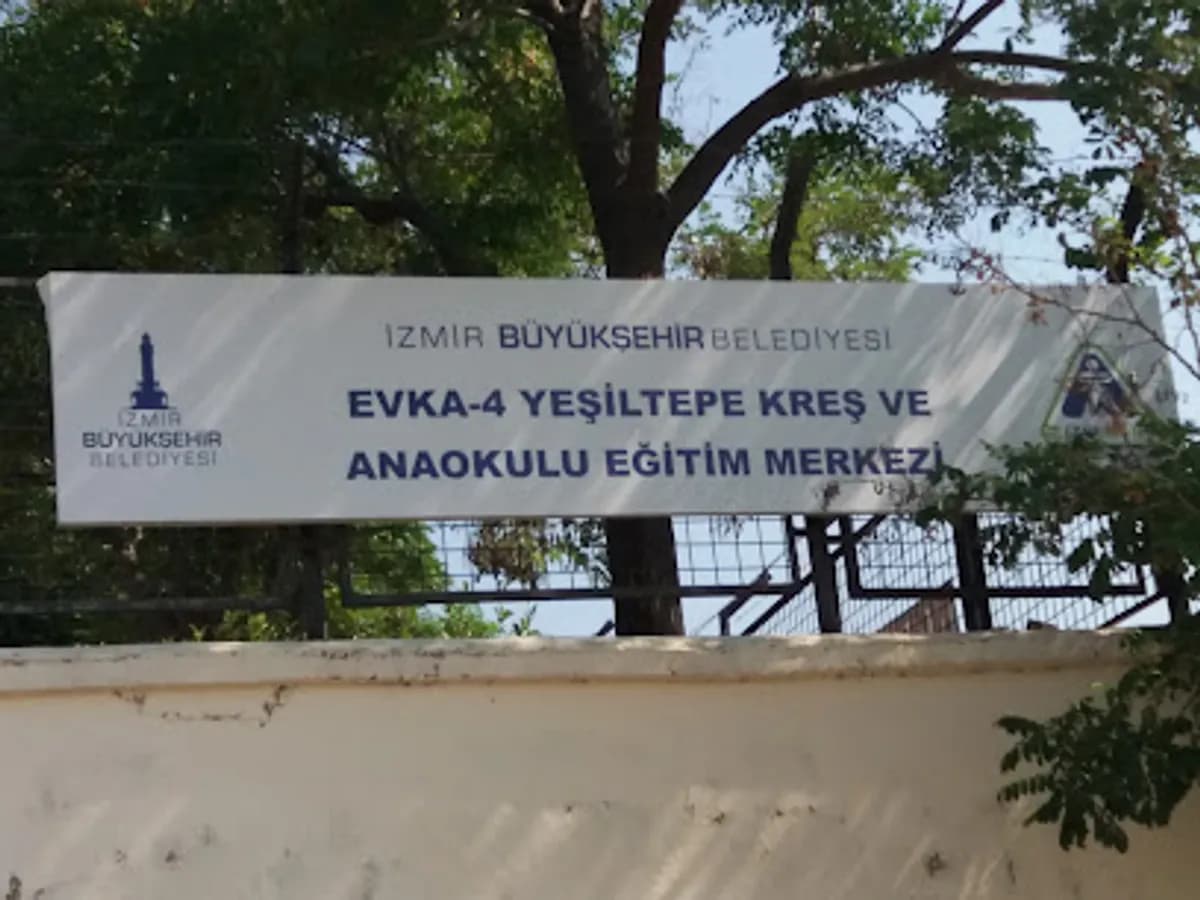 İZMİR BÜYÜKŞEHİR BELEDİYESİ
EVKA-4 YEŞİLTEPE KREŞ VE
ANAOKULU EĞİTİM MERKEZİ
İZMİR
BÜYÜKŞEHİR
BELEDİYESİ